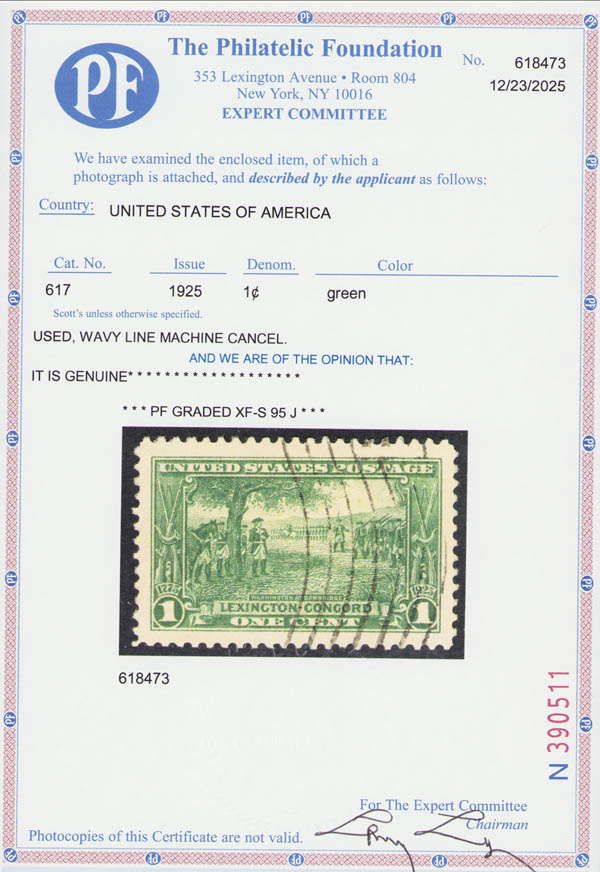 PF
The Philatelic Foundation
353 Lexington Avenue • Room 804
New York, NY 10016
EXPERT COMMITTEE
No. 618473
12/23/2025
We have examined the enclosed item, of which a
photograph is attached, and described by the applicant as follows:
Country: UNITED STATES OF AMERICA
Cat. No. Issue Denom. Color
617 1925 1¢ green
Scott's unless otherwise specified.
USED, WAVY LINE MACHINE CANCEL.
AND WE ARE OF THE OPINION THAT:
IT IS GENUINE* * * * * * * * * * * * * * * * * * *
* * * PF GRADED XF-S 95 J * * *
UNITED STATES POSTAGE
1775 WASHINGTON AT CAMBRIDGE 1925
1 LEXINGTON-CONCORD 1
ONE CENT
618473
N 390511
For The Expert Committee
Chairman
Photocopies of this Certificate are not valid.